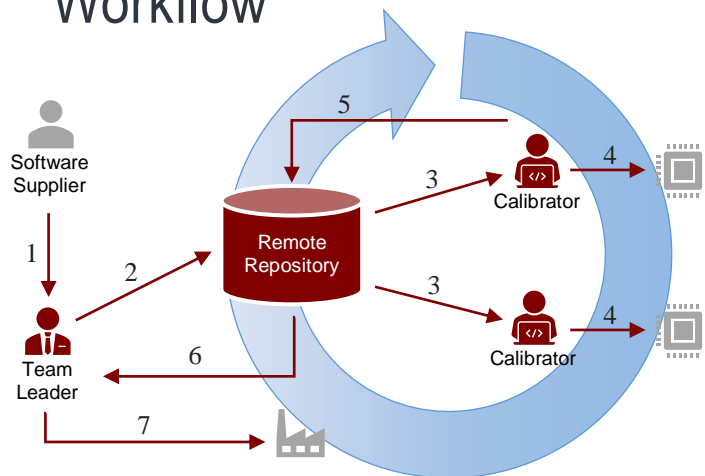 Workflow
5
Software
Supplier
3
4
Calibrator
1
2
Remote
Repository
3
4
Calibrator
6
Team
Leader
7